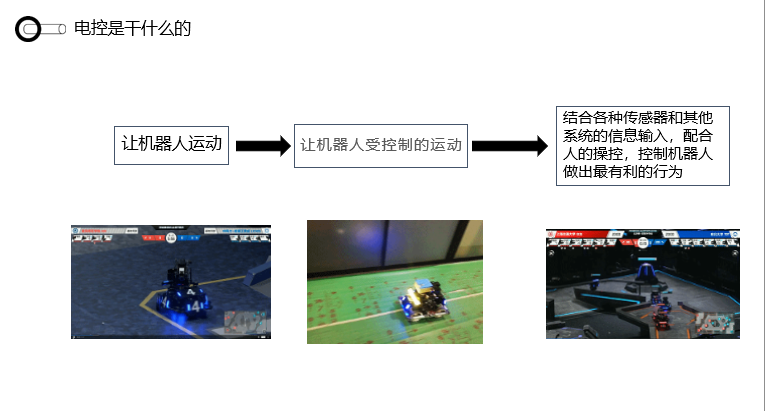 电控是干什么的
让机器人运动
让机器人受控制的运动
结合各种传感器和其他
系统的信息输入，配合
人的操控，控制机器人
做出最有利的行为